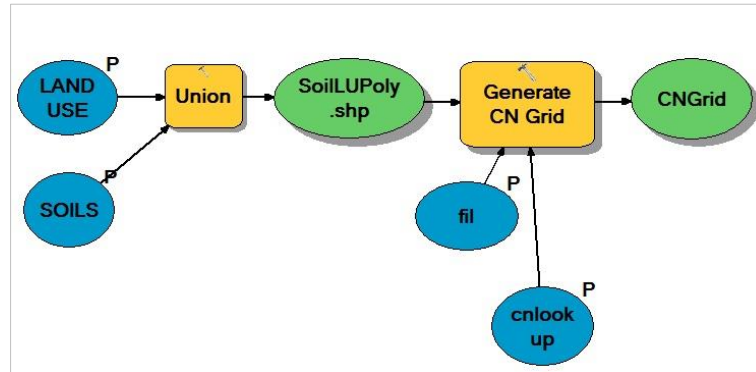 P
LAND
USE
Union
SoilLUPoly
.shp
Generate
CN Grid
CNGrid
P
SOILS
P
fil
P
cnlook
up